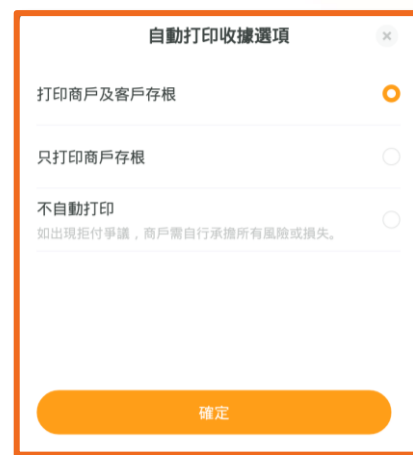 自動打印收據選項
打印商戶及客戶存根
只打印商戶存根
不自動打印
如出現拒付爭議，商戶需自行承擔所有風險或損失。
確定